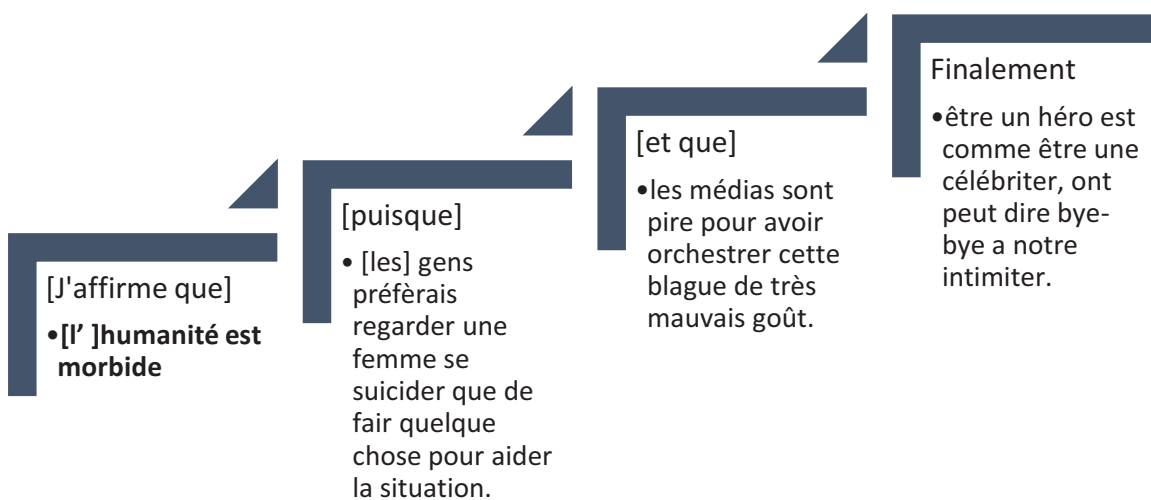 [J'affirme que]
•[l' ]humanité est
morbide
[puisque]
• [les] gens
préfèrais
regarder une
femme se
suicider que de
fair quelque
chose pour aider
la situation.
[et que]
•les médias sont
pire pour avoir
orchestrer cette
blague de très
mauvais goût.
Finalement
•être un héro est
comme être une
célébriter, ont
peut dire bye-
bye a notre
intimiter.